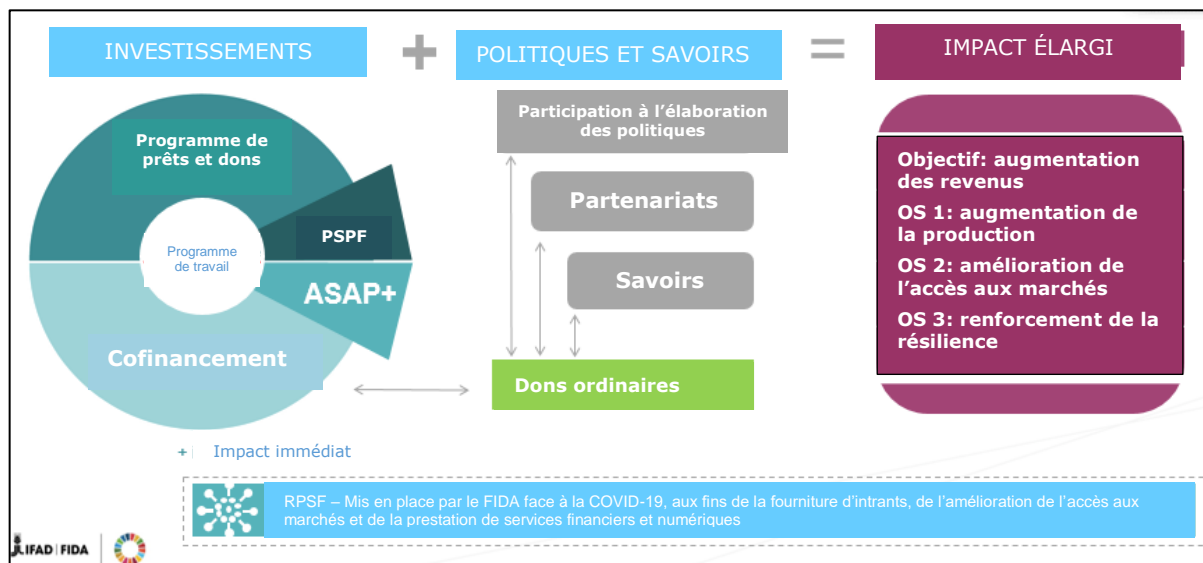 INVESTISSEMENTS
+
POLITIQUES ET SAVOIRS
=
IMPACT ÉLARGI
Programme de
prêts et dons
PSPF
Programme
de travail
ASAP+
Cofinancement
Participation à l’élaboration
des politiques
Partenariats
Savoirs
Dons ordinaires
Objectif: augmentation
des revenus
OS 1: augmentation de
la production
OS 2: amélioration de
l’accès aux marchés
OS 3: renforcement de la
résilience
+ Impact immédiat
RPSF – Mis en place par le FIDA face à la COVID-19, aux fins de la fourniture d’intrants, de l’amélioration de l’accès aux
marchés et de la prestation de services financiers et numériques
IFAD | FIDA